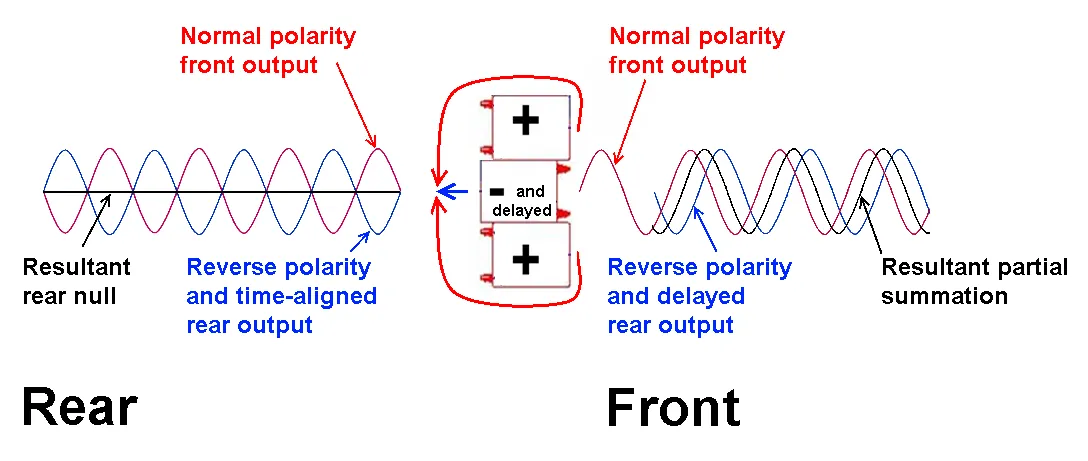 Normal polarity
front output
Normal polarity
front output
+
- and
delayed
+
Resultant
rear null
Reverse polarity
and time-aligned
rear output
Reverse polarity
and delayed
rear output
Resultant partial
summation
Rear
Front